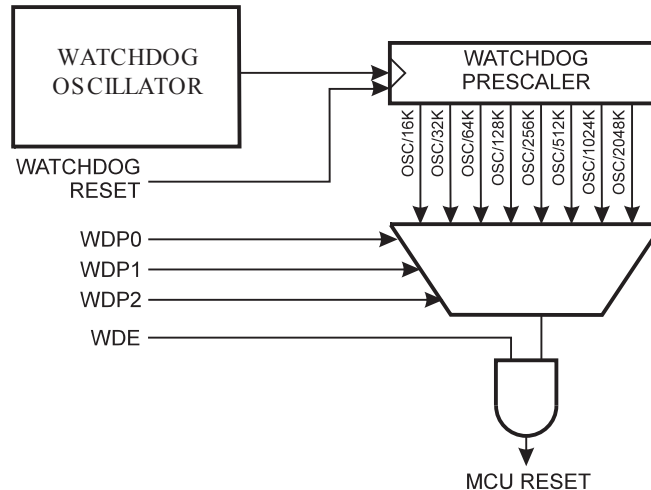 WATCHDOG
OSCILLATOR
WATCHDOG
PRESCALER
OSC/16K
OSC/32K
OSC/64K
OSC/128K
OSC/256K
OSC/512K
OSC/1024K
OSC/2048K
WATCHDOG
RESET
WDP0
WDP1
WDP2
WDE
MCU RESET